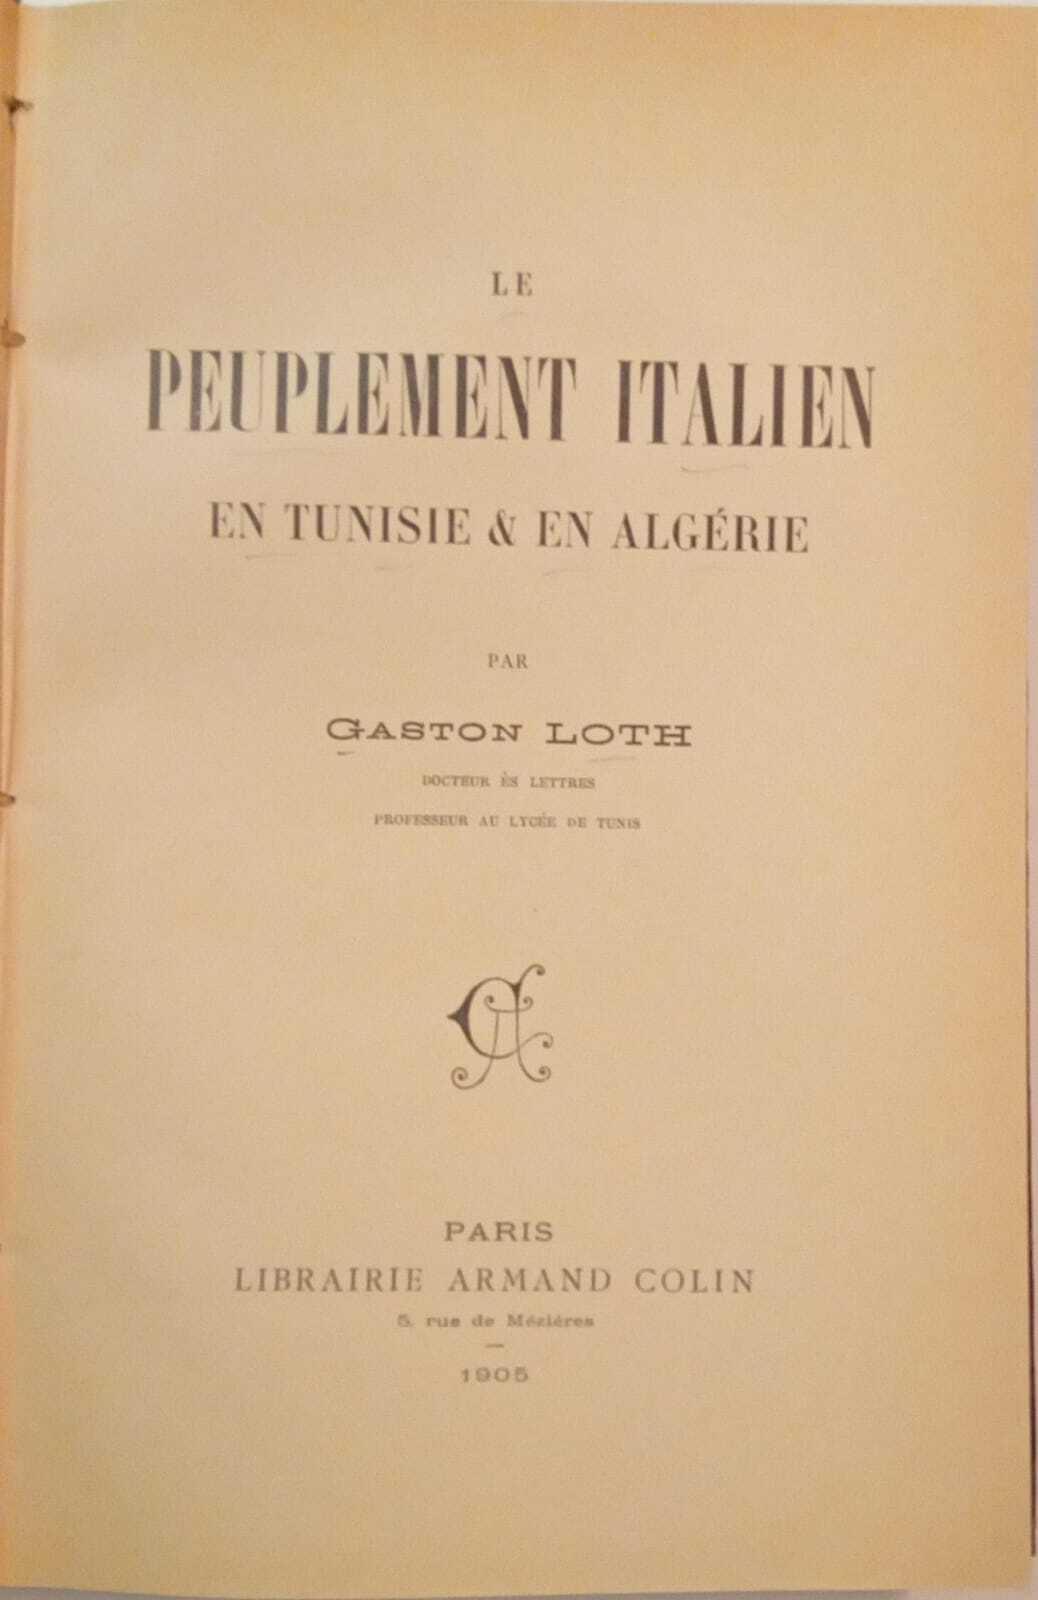 LE
PEUPLEMENT ITALIEN
EN TUNISIE & EN ALGÉRIE
PAR
GASTON LOTH
DOCTEUR ÈS LETTRES
PROFESSEUR AU LYCÉE DE TUNIS
CA
PARIS
LIBRAIRIE ARMAND COLIN
5, rue de Mézières
1905